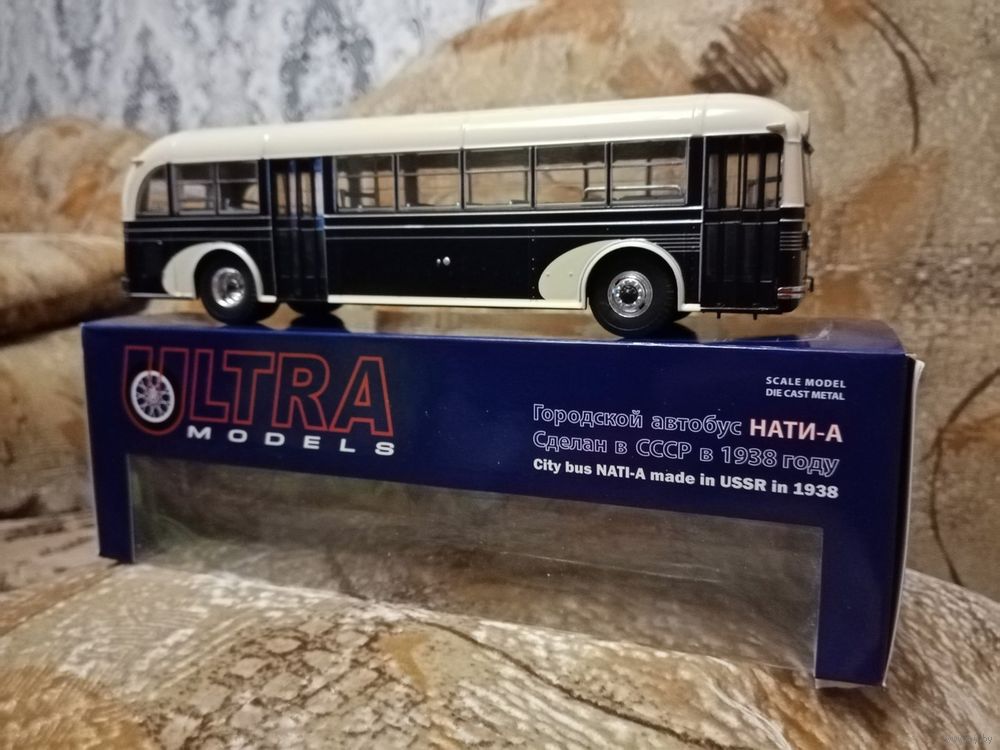 ULTRA
MODELS
SCALE MODEL
DIE CAST METAL
Городской автобус НАТИ-А
Сделан в СССР в 1938 году
City bus NATI-A made in USSR in 1938